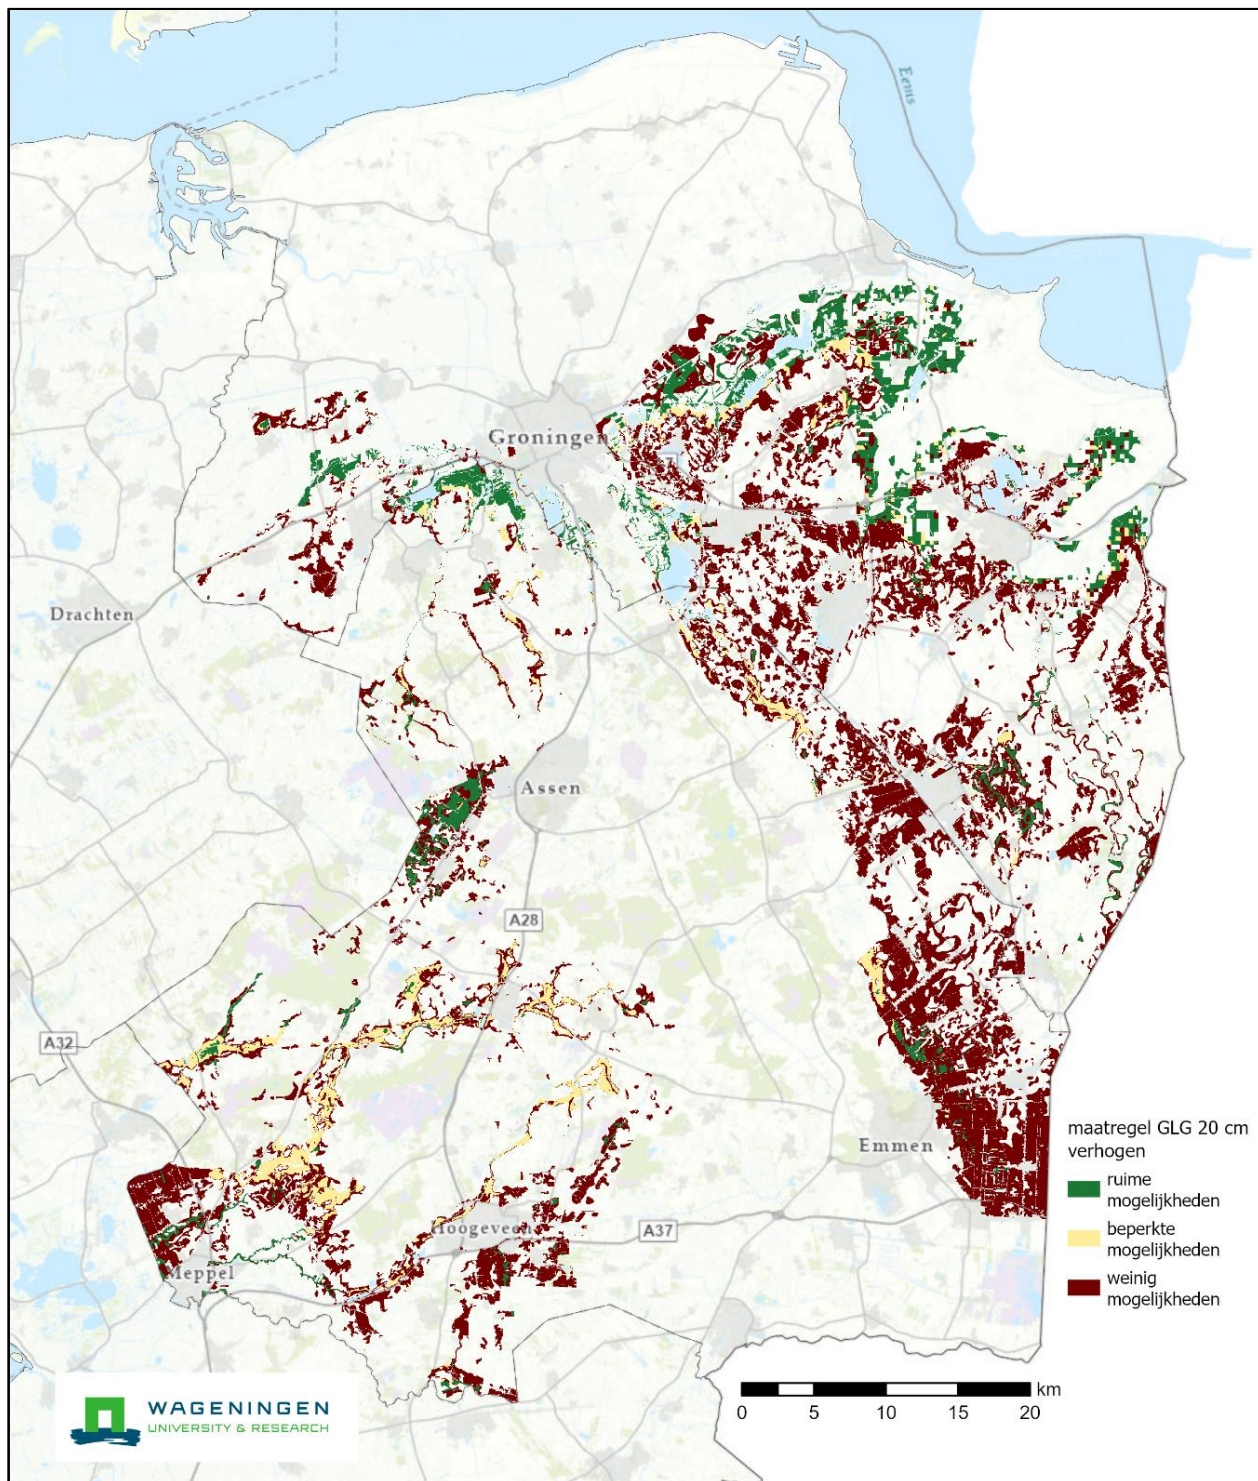 Eems
Groningen
Drachten
Assen
A28
A32
Emmen
maatregel GLG 20 cm
verhogen
ruime
mogelijkheden
beperkte
mogelijkheden
weinig
mogelijkheden
Hoogeveen
A37
Meppel
km
0 5 10 15 20
WAGENINGEN
UNIVERSITY & RESEARCH